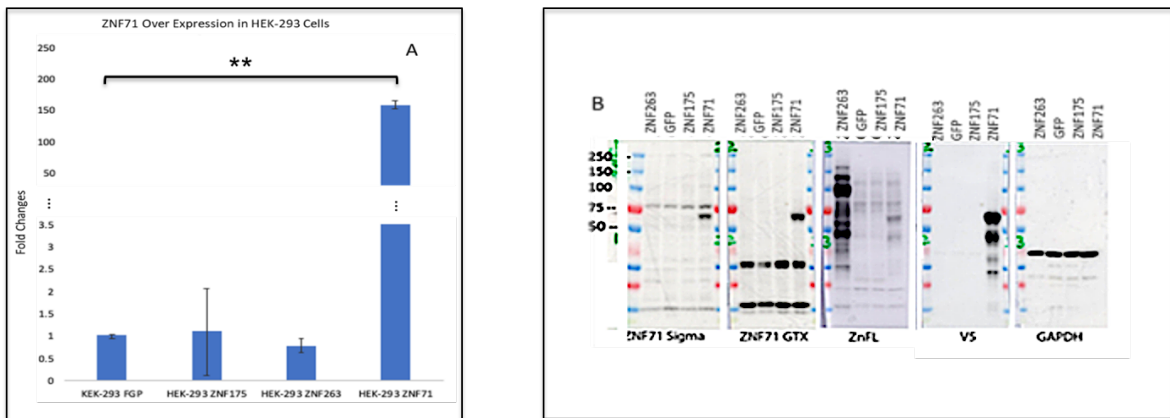 ZNF71 Over Expression in HEK-293 Cells
A
250
200
**
150
100
50
...
...
Fold Changes
3.5
3
2.5
2
1.5
1
0.5
0
KEK-293 FGP
HEK-293 ZNF175
HEK-293 ZNF263
HEK-293 ZNF71
B
ZNF263
GFP
ZNF175
ZNF71
ZNF263
GFP
ZNF175
ZNF71
ZNF263
GFP
ZNF175
ZNF71
ZNF263
GFP
ZNF175
ZNF71
ZNF263
GFP
ZNF175
ZNF71
250
150
100
75
50
ZNF71 Sigma
ZNF71 GTX
ZnFL
V5
GAPDH